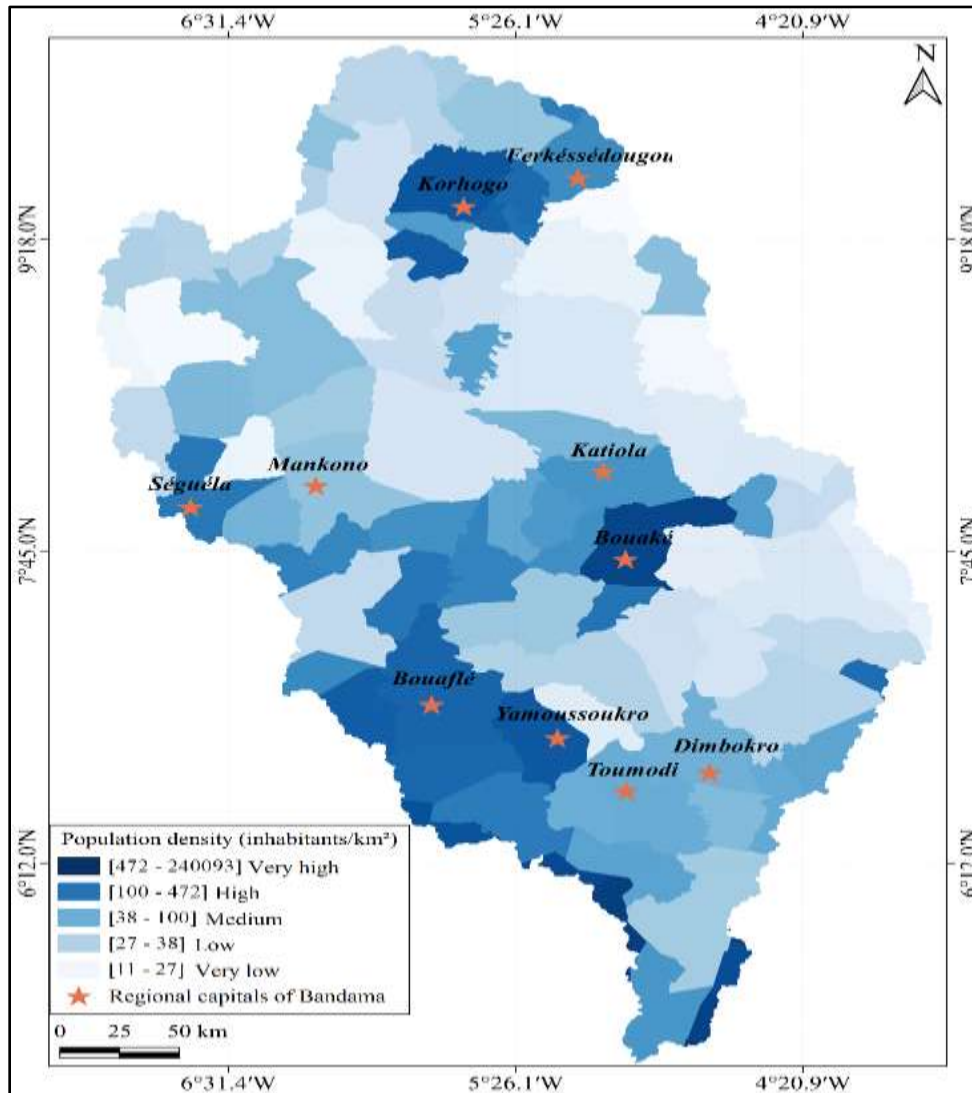 6°31.4'W 5°26.1'W 4°20.9'W
N
Ferkéssédougou
Korhogo
9°18.0'N 9°18.0'N
Katiola
Mankono
Séguéla
Bouaké
7°45.0'N 7°45.0'N
Bouaflé
Yamoussoukro
Dimbokro
Toumodi
Population density (inhabitants/km²)
[472 - 240093] Very high
[100 - 472] High
[38 - 100] Medium
[27 - 38] Low
[11 - 27] Very low
Regional capitals of Bandama
6°12.0'N 6°12.0'N
0 25 50 km
6°31.4'W 5°26.1'W 4°20.9'W